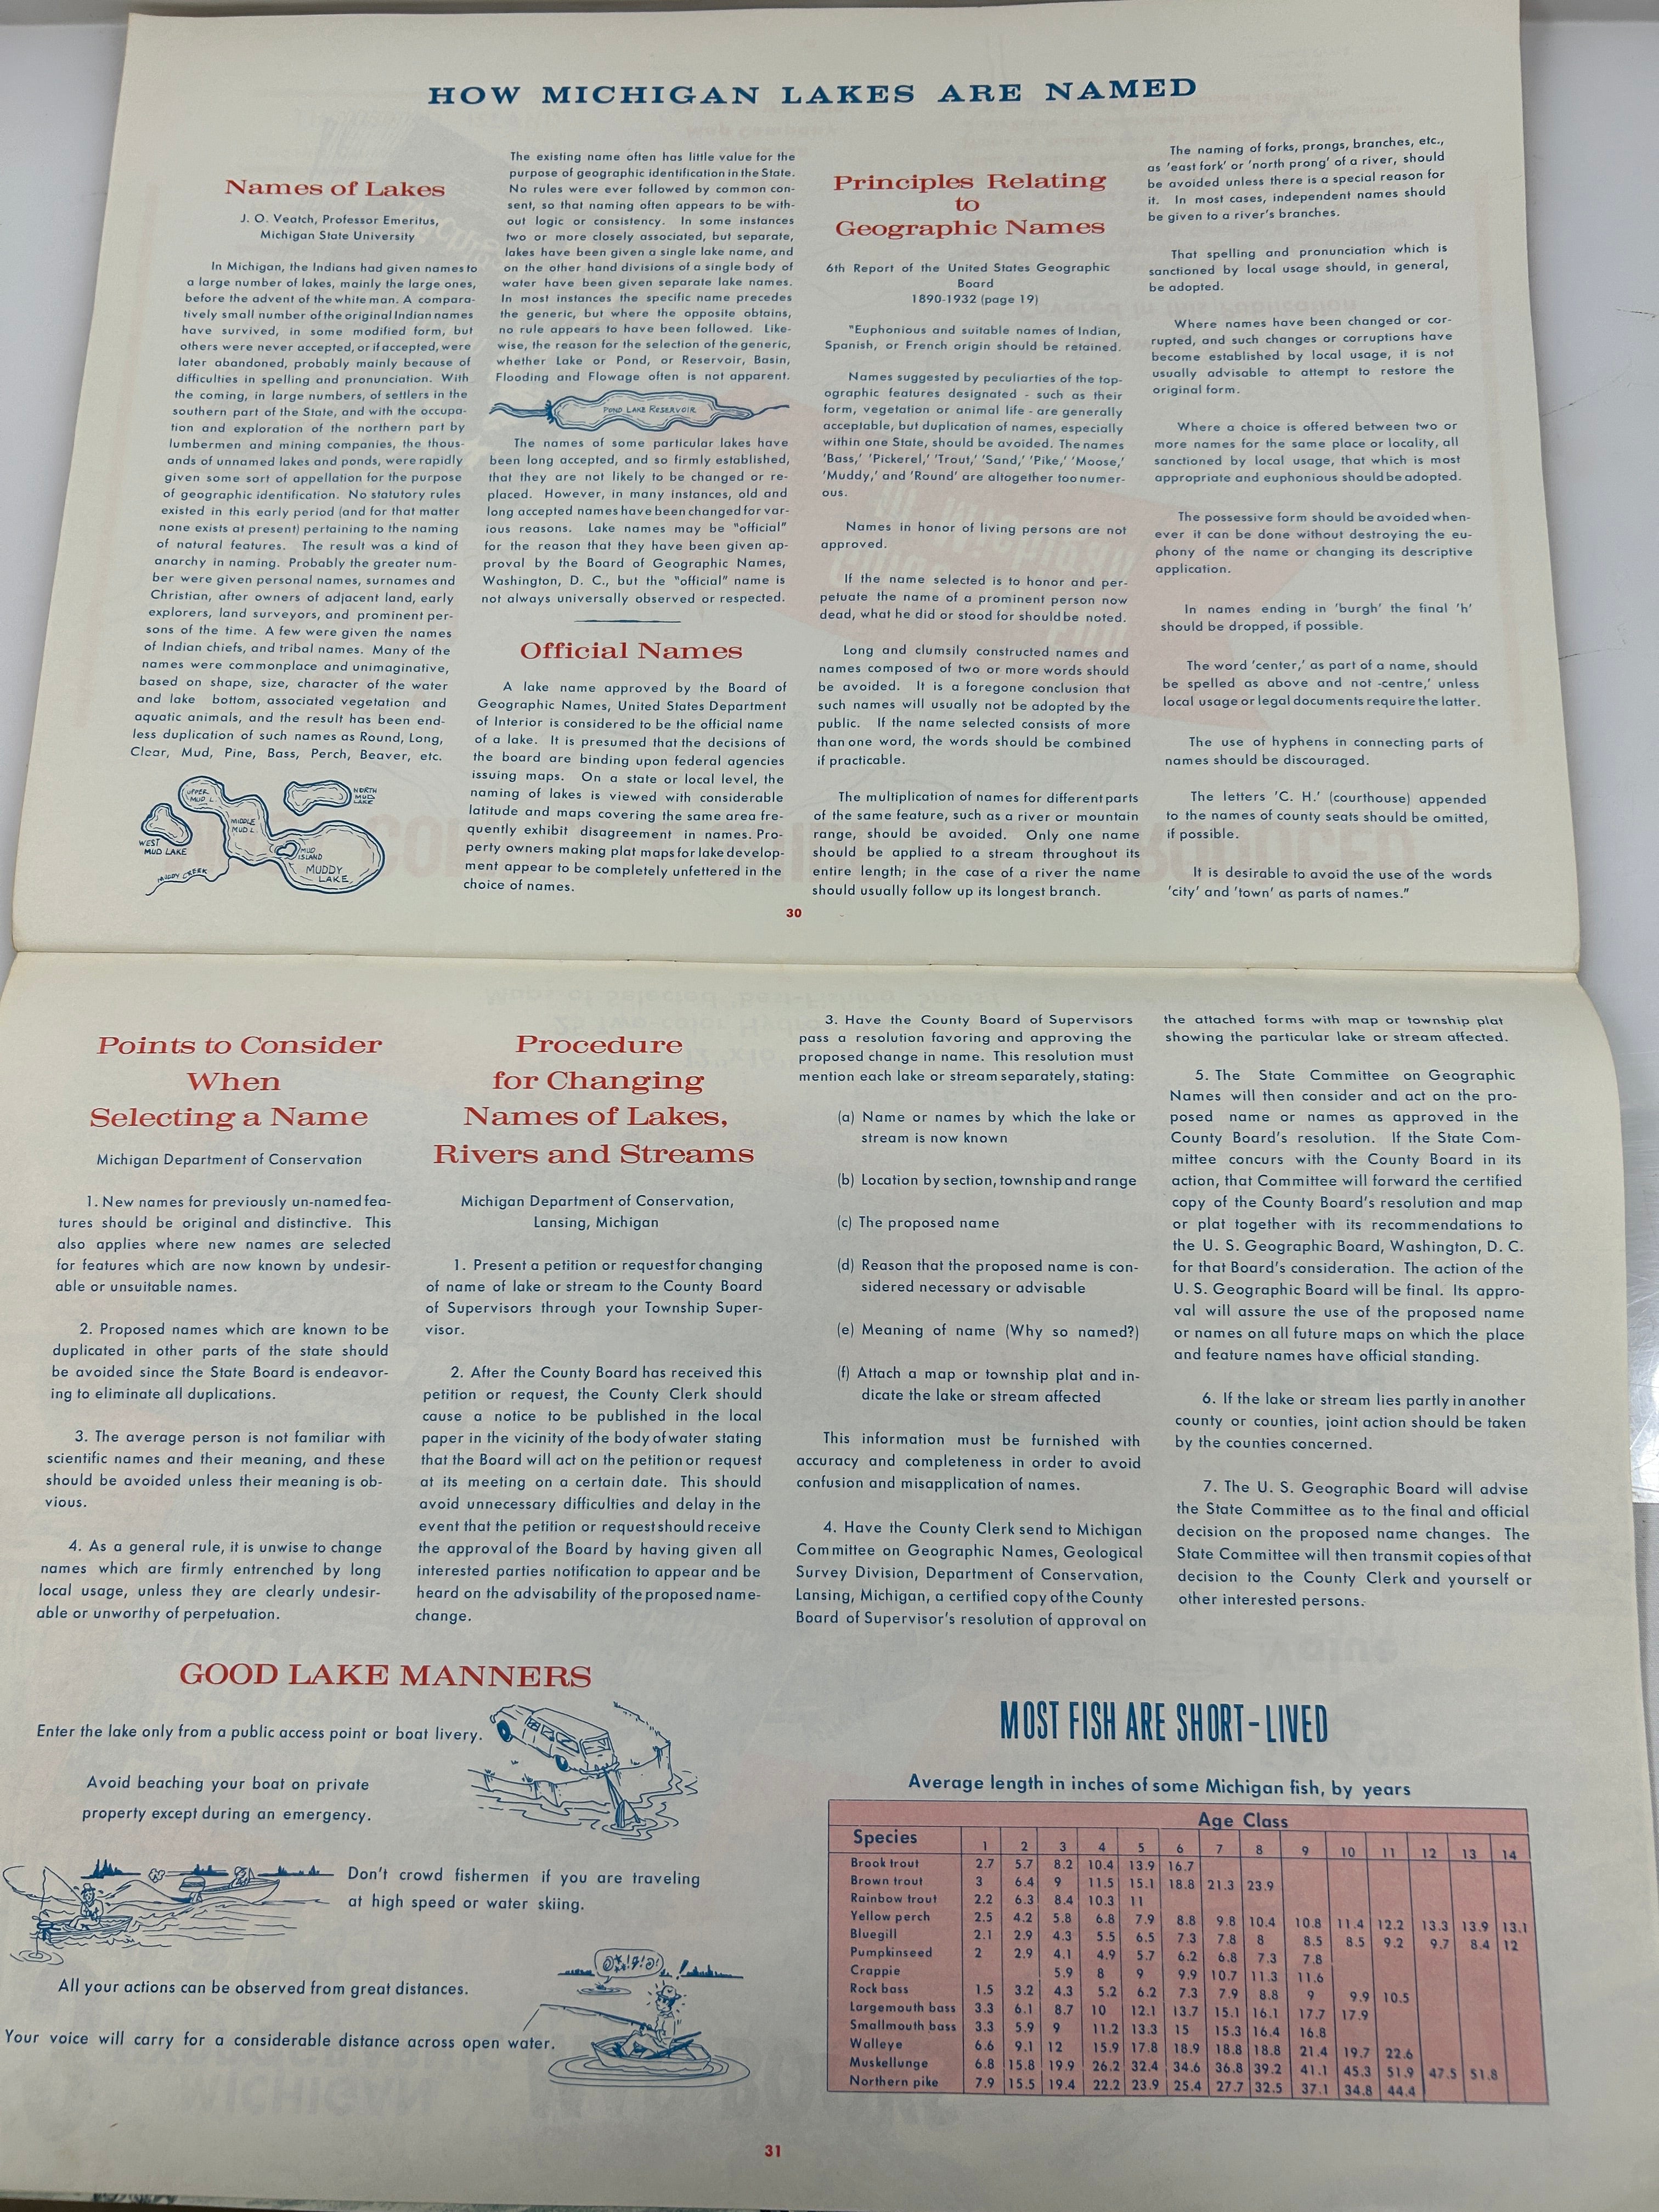 HOW MICHIGAN LAKES ARE NAMED
Names of Lakes
J. O. Veatch, Professor Emeritus,
Michigan State University
In Michigan, the Indians had given names to
a large number of lakes, mainly the large ones,
before the advent of the white man. A compara-
tively small number of the original Indian names
have survived, in some modified form, but
others were never accepted, or if accepted, were
later abandoned, probably mainly because of
difficulties in spelling and pronunciation. With
the coming, in large numbers, of settlers in the
southern part of the State, and with the occupa-
tion and exploration of the northern part by
lumbermen and mining companies, the thous-
ands of unnamed lakes and ponds, were rapidly
given some sort of appellation for the purpose
of geographic identification. No statutory rules
existed in this early period (and for that matter
none exists at present) pertaining to the naming
of natural features. The result was a kind of
anarchy in naming. Probably the greater num-
ber were given personal names, surnames and
Christian, after owners of adjacent land, early
explorers, land surveyors, and prominent per-
sons of the time. A few were given the names
of Indian chiefs, and tribal names. Many of the
names were commonplace and unimaginative,
based on shape, size, character of the water
and lake bottom, associated vegetation and
aquatic animals, and the result has been end-
less duplication of such names as Round, Long,
Clear, Mud, Pine, Bass, Perch, Beaver, etc.
UPPER
MUD L.
NORTH
MUD
LAKE
MIDDLE
MUD L.
WEST
MUD LAKE
MUD
ISLAND
MUDDY
LAKE
MUDDY CREEK
The existing name often has little value for the
purpose of geographic identification in the State.
No rules were ever followed by common con-
sent, so that naming often appears to be with-
out logic or consistency. In some instances
two or more closely associated, but separate,
lakes have been given a single lake name, and
on the other hand divisions of a single body of
water have been given separate lake names.
In most instances the specific name precedes
the generic, but where the opposite obtains,
no rule appears to have been followed. Like-
wise, the reason for the selection of the generic,
whether Lake or Pond, or Reservoir, Basin,
Flooding and Flowage often is not apparent.
POND LAKE RESERVOIR
The names of some particular lakes have
been long accepted, and so firmly established,
that they are not likely to be changed or re-
placed. However, in many instances, old and
long accepted names have been changed for var-
ious reasons. Lake names may be "official"
for the reason that they have been given ap-
proval by the Board of Geographic Names,
Washington, D. C., but the "official" name is
not always universally observed or respected.
Official Names
A lake name approved by the Board of
Geographic Names, United States Department
of Interior is considered to be the official name
of a lake. It is presumed that the decisions of
the board are binding upon federal agencies
issuing maps. On a state or local level, the
naming of lakes is viewed with considerable
latitude and maps covering the same area fre-
quently exhibit disagreement in names. Pro-
perty owners making plat maps for lake develop-
ment appear to be completely unfettered in the
choice of names.
Principles Relating
to
Geographic Names
6th Report of the United States Geographic
Board
1890-1932 (page 19)
"Euphonious and suitable names of Indian,
Spanish, or French origin should be retained.
Names suggested by peculiarties of the top-
ographic features designated - such as their
form, vegetation or animal life - are generally
acceptable, but duplication of names, especially
within one State, should be avoided. The names
'Bass,' 'Pickerel,' 'Trout,' 'Sand,' 'Pike,' 'Moose,'
'Muddy,' and 'Round' are altogether too numer-
ous.
Names in honor of living persons are not
approved.
If the name selected is to honor and per-
petuate the name of a prominent person now
dead, what he did or stood for should be noted.
Long and clumsily constructed names and
names composed of two or more words should
be avoided. It is a foregone conclusion that
such names will usually not be adopted by the
public. If the name selected consists of more
than one word, the words should be combined
if practicable.
The multiplication of names for different parts
of the same feature, such as a river or mountain
range, should be avoided. Only one name
should be applied to a stream throughout its
entire length; in the case of a river the name
should usually follow up its longest branch.
The naming of forks, prongs, branches, etc.,
as 'east fork' or 'north prong' of a river, should
be avoided unless there is a special reason for
it. In most cases, independent names should
be given to a river's branches.
That spelling and pronunciation which is
sanctioned by local usage should, in general,
be adopted.
Where names have been changed or cor-
rupted, and such changes or corruptions have
become established by local usage, it is not
usually advisable to attempt to restore the
original form.
Where a choice is offered between two or
more names for the same place or locality, all
sanctioned by local usage, that which is most
appropriate and euphonious should be adopted.
The possessive form should be avoided when-
ever it can be done without destroying the eu-
phony of the name or changing its descriptive
application.
In names ending in 'burgh' the final 'h'
should be dropped, if possible.
The word 'center,' as part of a name, should
be spelled as above and not -centre,' unless
local usage or legal documents require the latter.
The use of hyphens in connecting parts of
names should be discouraged.
The letters 'C. H.' (courthouse) appended
to the names of county seats should be omitted,
if possible.
It is desirable to avoid the use of the words
'city' and 'town' as parts of names."
30
Points to Consider
When
Selecting a Name
Michigan Department of Conservation
1. New names for previously un-named fea-
tures should be original and distinctive. This
also applies where new names are selected
for features which are now known by undesir-
able or unsuitable names.
2. Proposed names which are known to be
duplicated in other parts of the state should
be avoided since the State Board is endeavor-
ing to eliminate all duplications.
3. The average person is not familiar with
scientific names and their meaning, and these
should be avoided unless their meaning is ob-
vious.
4. As a general rule, it is unwise to change
names which are firmly entrenched by long
local usage, unless they are clearly undesir-
able or unworthy of perpetuation.
Procedure
for Changing
Names of Lakes,
Rivers and Streams
Michigan Department of Conservation,
Lansing, Michigan
1. Present a petition or request for changing
of name of lake or stream to the County Board
of Supervisors through your Township Super-
visor.
2. After the County Board has received this
petition or request, the County Clerk should
cause a notice to be published in the local
paper in the vicinity of the body of water stating
that the Board will act on the petition or request
at its meeting on a certain date. This should
avoid unnecessary difficulties and delay in the
event that the petition or request should receive
the approval of the Board by having given all
interested parties notification to appear and be
heard on the advisability of the proposed name-
change.
3. Have the County Board of Supervisors
pass a resolution favoring and approving the
proposed change in name. This resolution must
mention each lake or stream separately, stating:
(a) Name or names by which the lake or
stream is now known
(b) Location by section, township and range
(c) The proposed name
(d) Reason that the proposed name is con-
sidered necessary or advisable
(e) Meaning of name (Why so named?)
(f) Attach a map or township plat and in-
dicate the lake or stream affected
This information must be furnished with
accuracy and completeness in order to avoid
confusion and misapplication of names.
4. Have the County Clerk send to Michigan
Committee on Geographic Names, Geological
Survey Division, Department of Conservation,
Lansing, Michigan, a certified copy of the County
Board of Supervisor's resolution of approval on
the attached forms with map or township plat
showing the particular lake or stream affected.
5. The State Committee on Geographic
Names will then consider and act on the pro-
posed name or names as approved in the
County Board's resolution. If the State Com-
mittee concurs with the County Board in its
action, that Committee will forward the certified
copy of the County Board's resolution and map
or plat together with its recommendations to
the U. S. Geographic Board, Washington, D. C.
for that Board's consideration. The action of the
U. S. Geographic Board will be final. Its appro-
val will assure the use of the proposed name
or names on all future maps on which the place
and feature names have official standing.
6. If the lake or stream lies partly in another
county or counties, joint action should be taken
by the counties concerned.
7. The U. S. Geographic Board will advise
the State Committee as to the final and official
decision on the proposed name changes. The
State Committee will then transmit copies of that
decision to the County Clerk and yourself or
other interested persons.
GOOD LAKE MANNERS
Enter the lake only from a public access point or boat livery.
Avoid beaching your boat on private
property except during an emergency.
Don't crowd fishermen if you are traveling
at high speed or water skiing.
All your actions can be observed from great distances.
Your voice will carry for a considerable distance across open water.
MOST FISH ARE SHORT-LIVED
Average length in inches of some Michigan fish, by years
Age Class
Species 1 2 3 4 5 6 7 8 9 10 11 12 13 14
Brook trout 2.7 5.7 8.2 10.4 13.9 16.7
Brown trout 3 6.4 9 11.5 15.1 18.8 21.3 23.9
Rainbow trout 2.2 6.3 8.4 10.3 11
Yellow perch 2.5 4.2 5.8 6.8 7.9 8.8 9.8 10.4 10.8 11.4 12.2 13.3 13.9 13.1
Bluegill 2.1 2.9 4.3 5.5 6.5 7.3 7.8 8 8.5 8.5 9.2 9.7 8.4 12
Pumpkinseed 2 2.9 4.1 4.9 5.7 6.2 6.8 7.3 7.8
Crappie 5.9 8 9 9.9 10.7 11.3 11.6
Rock bass 1.5 3.2 4.3 5.2 6.2 7.3 7.9 8.8 9 9.9 10.5
Largemouth bass 3.3 6.1 8.7 10 12.1 13.7 15.1 16.1 17.7 17.9
Smallmouth bass 3.3 5.9 9 11.2 13.3 15 15.3 16.4 16.8
Walleye 6.6 9.1 12 15.9 17.8 18.9 18.8 18.8 21.4 19.7 22.6
Muskellunge 6.8 15.8 19.9 26.2 32.4 34.6 36.8 39.2 41.1 45.3 51.9 47.5 51.8
Northern pike 7.9 15.5 19.4 22.2 23.9 25.4 27.7 32.5 37.1 34.8 44.4
31